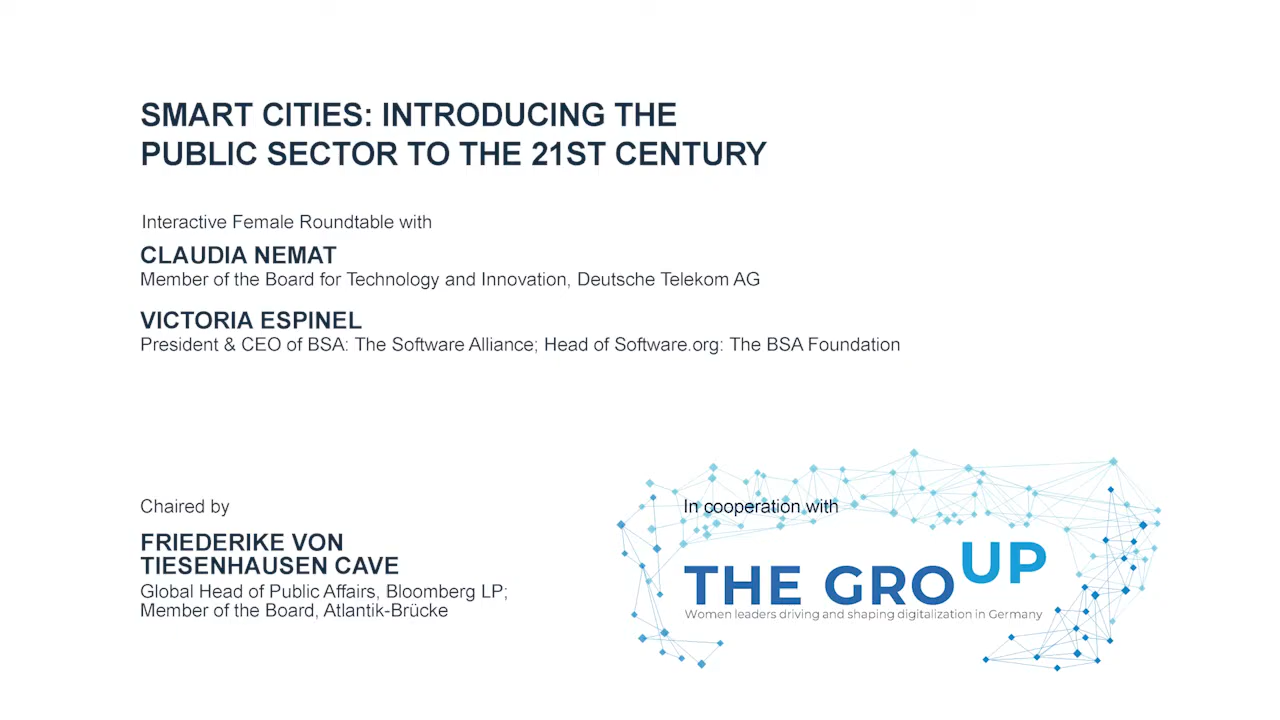 SMART CITIES: INTRODUCING THE
PUBLIC SECTOR TO THE 21ST CENTURY
Interactive Female Roundtable with
CLAUDIA NEMAT
Member of the Board for Technology and Innovation, Deutsche Telekom AG
VICTORIA ESPINEL
President & CEO of BSA: The Software Alliance; Head of Software.org: The BSA Foundation
Chaired by
FRIEDERIKE VON
TIESENHAUSEN CAVE
Global Head of Public Affairs, Bloomberg LP;
Member of the Board, Atlantik-Brücke
In cooperation with
THE GROUP
Women leaders driving and shaping digitalization in Germany